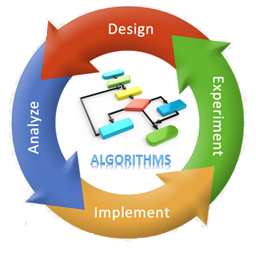 Design
Experiment
Analyze
ALGORITHMS
Implement